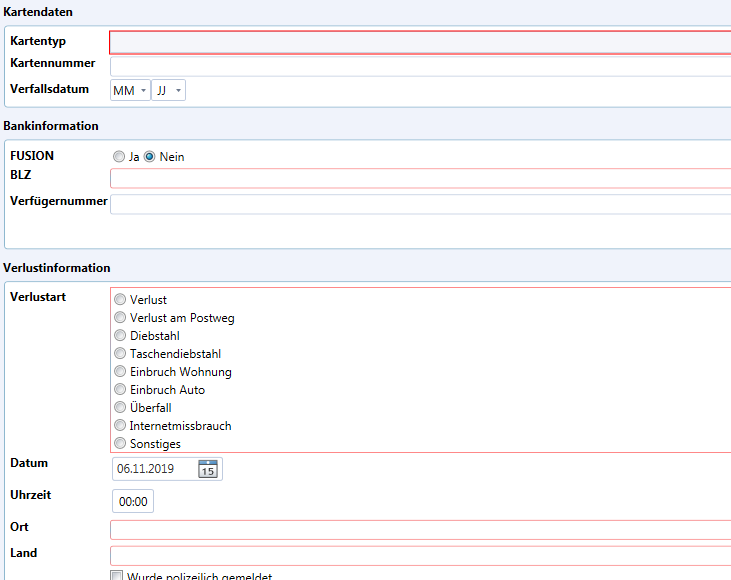 Kartendaten
Kartentyp
Kartennummer
Verfallsdatum MM JJ
Bankinformation
FUSION Ja Nein
BLZ
Verfügernummer
Verlustinformation
Verlustart Verlust
Verlust am Postweg
Diebstahl
Taschendiebstahl
Einbruch Wohnung
Einbruch Auto
Überfall
Internetmissbrauch
Sonstiges
Datum 06.11.2019 15
Uhrzeit 00:00
Ort
Land
Wurde polizeilich gemeldet